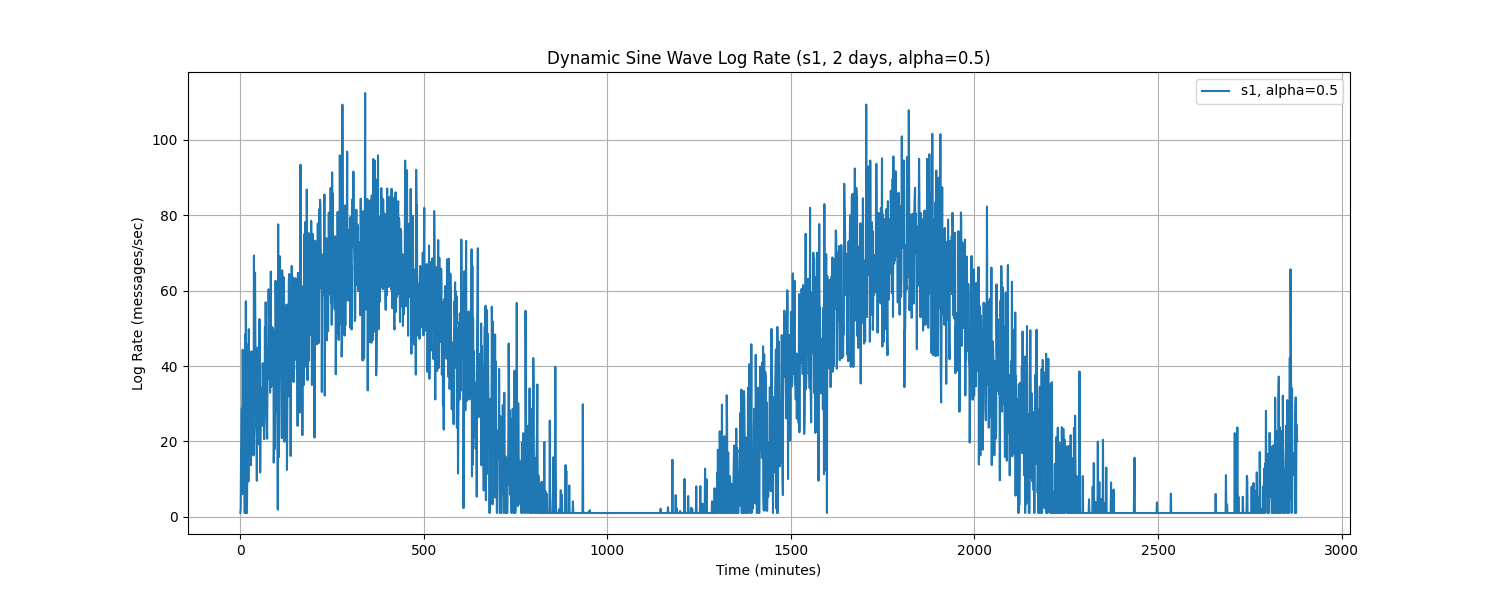 Dynamic Sine Wave Log Rate (s1, 2 days, alpha=0.5)
s1, alpha=0.5
Log Rate (messages/sec)
100
80
60
40
20
0
0 500 1000 1500 2000 2500 3000
Time (minutes)